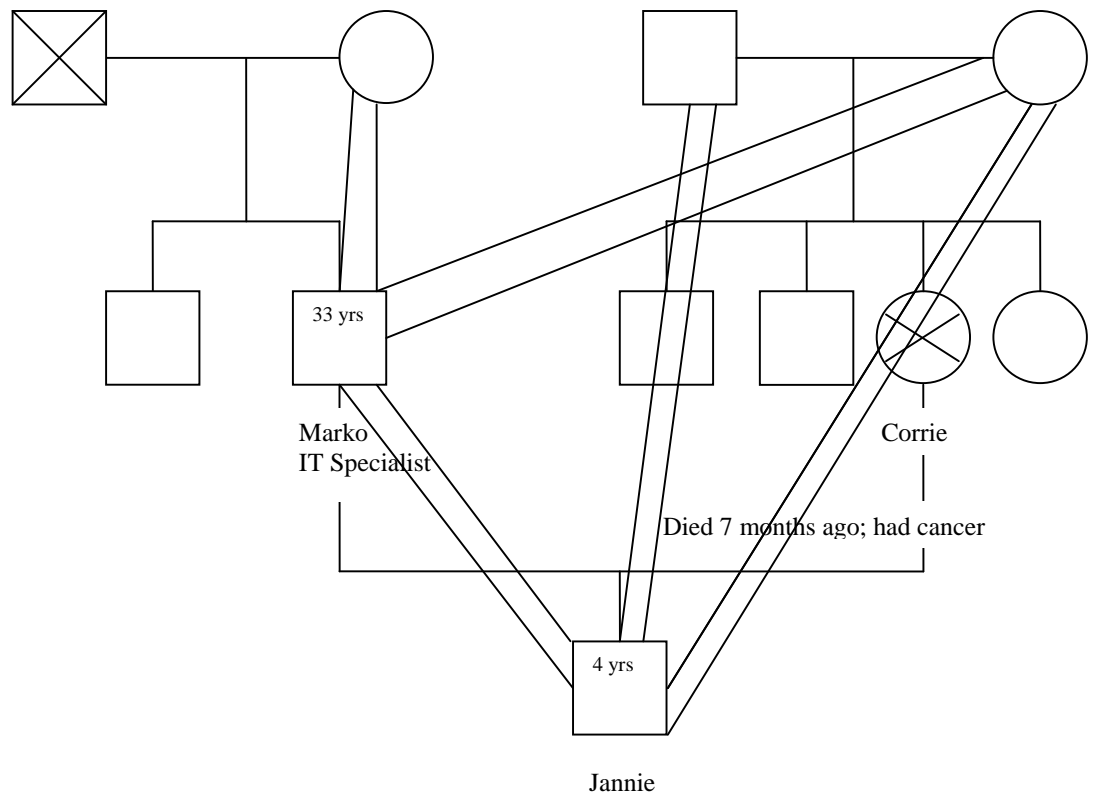 33 yrs
Marko
IT Specialist
Corrie
Died 7 months ago; had cancer
4 yrs
Jannie